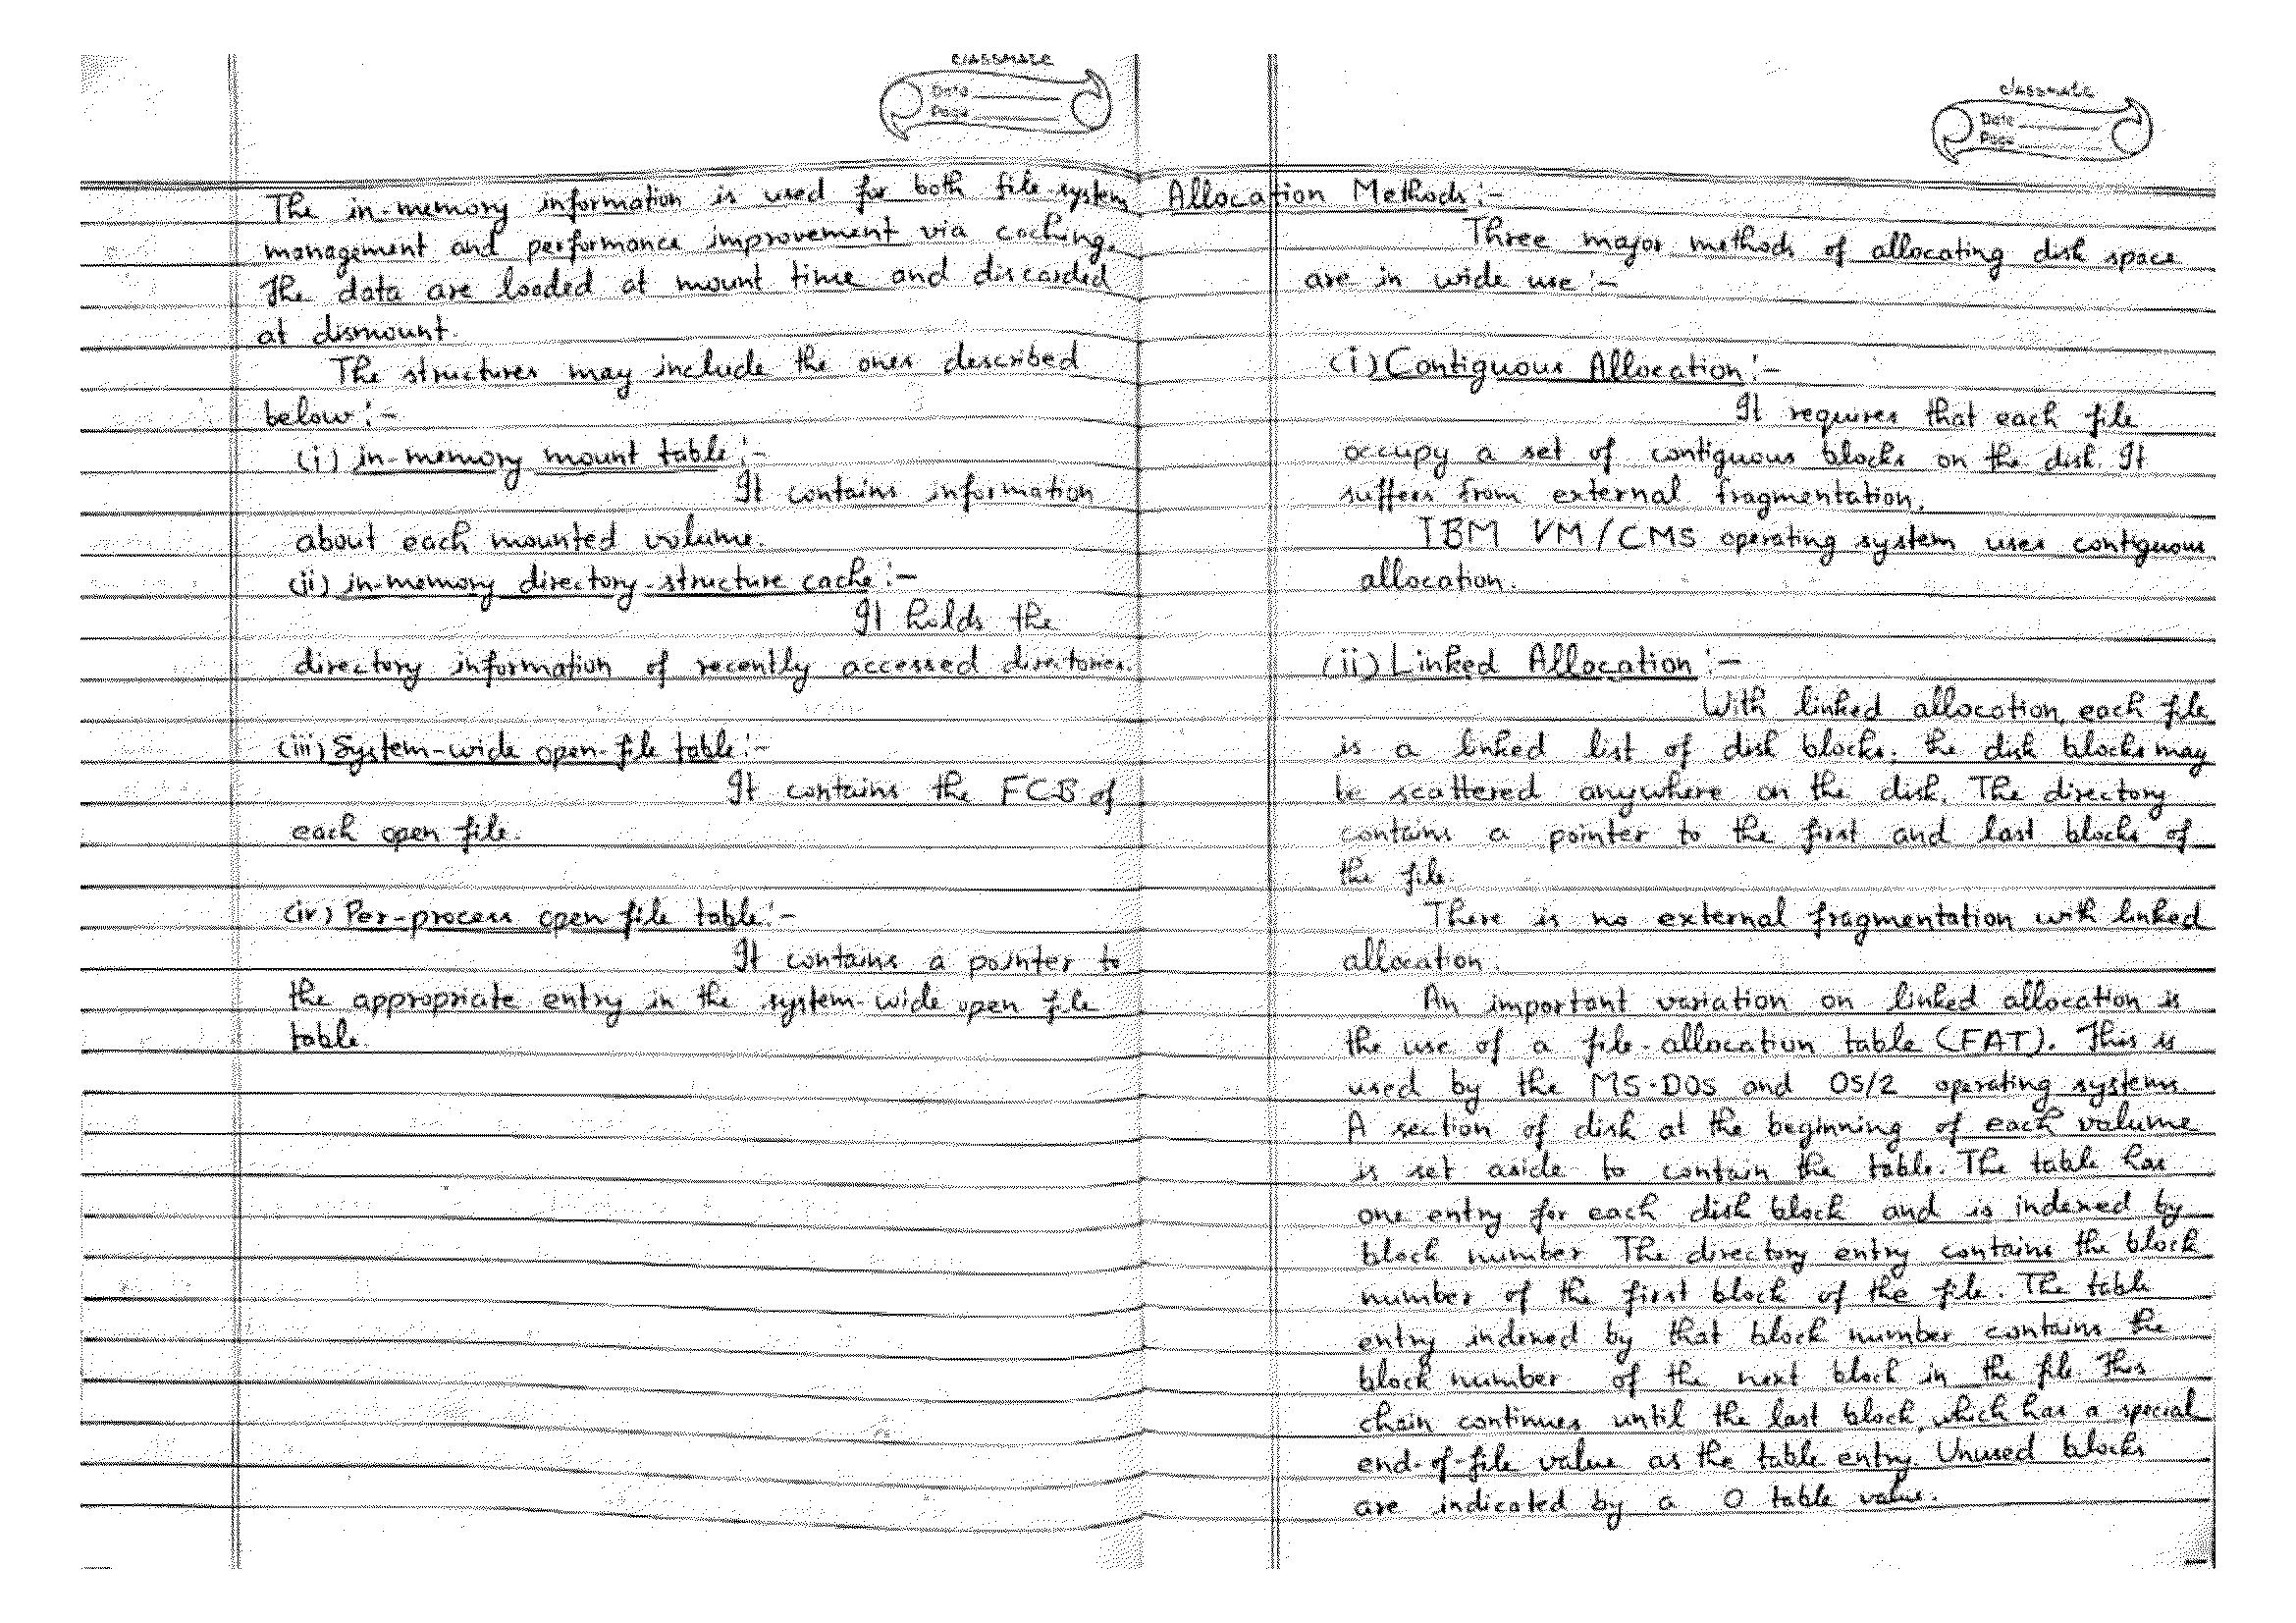 classmate
Date
Page
The in-memory information is used for both file-system
management and performance improvement via caching.
The data are loaded at mount time and discarded
at dismount.
The structures may include the ones described
below:-
(i) in-memory mount table:-
It contains information
about each mounted volume.
(ii) in-memory directory-structure cache:-
It holds the
directory information of recently accessed directories.
(iii) System-wide open-file table:-
It contains the FCB of
each open file.
(iv) Per-process open file table:-
It contains a pointer to
the appropriate entry in the system-wide open file
table.
classmate
Date
Page
Allocation Methods:-
Three major methods of allocating disk space
are in wide use:-
(i) Contiguous Allocation:-
It requires that each file
occupy a set of contiguous blocks on the disk. It
suffers from external fragmentation.
IBM VM/CMS operating system uses contiguous
allocation.
(ii) Linked Allocation:-
With linked allocation, each file
is a linked list of disk blocks; the disk blocks may
be scattered anywhere on the disk. The directory
contains a pointer to the first and last blocks of
the file.
There is no external fragmentation with linked
allocation.
An important variation on linked allocation is
the use of a file-allocation table (FAT). This is
used by the MS-DOS and OS/2 operating systems.
A section of disk at the beginning of each volume
is set aside to contain the table. The table has
one entry for each disk block and is indexed by
block number The directory entry contains the block
number of the first block of the file. The table
entry indexed by that block number contains the
block number of the next block in the file. This
chain continues until the last block, which has a special
end-of-file value as the table entry. Unused blocks
are indicated by a 0 table value.